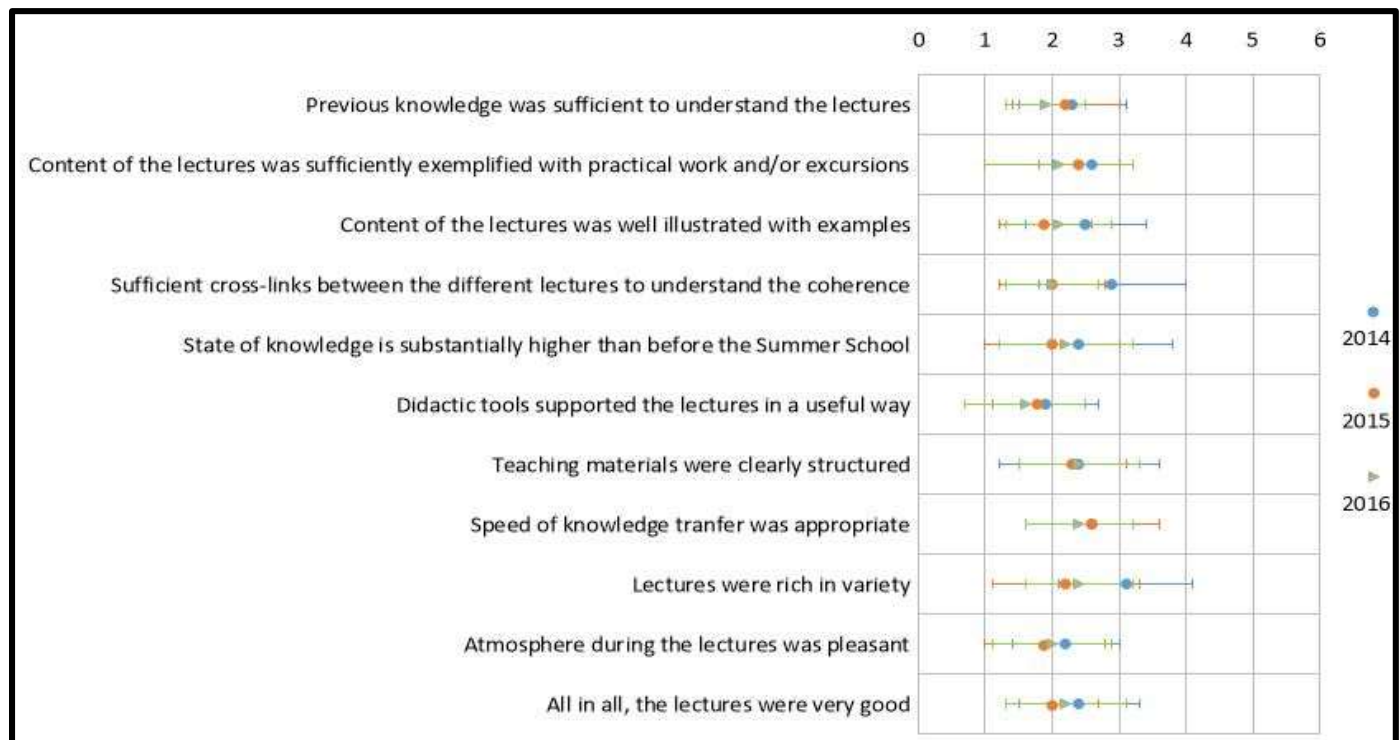 0 1 2 3 4 5 6
Previous knowledge was sufficient to understand the lectures
Content of the lectures was sufficiently exemplified with practical work and/or excursions
Content of the lectures was well illustrated with examples
Sufficient cross-links between the different lectures to understand the coherence
State of knowledge is substantially higher than before the Summer School
Didactic tools supported the lectures in a useful way
Teaching materials were clearly structured
Speed of knowledge tranfer was appropriate
Lectures were rich in variety
Atmosphere during the lectures was pleasant
All in all, the lectures were very good
2014
2015
2016